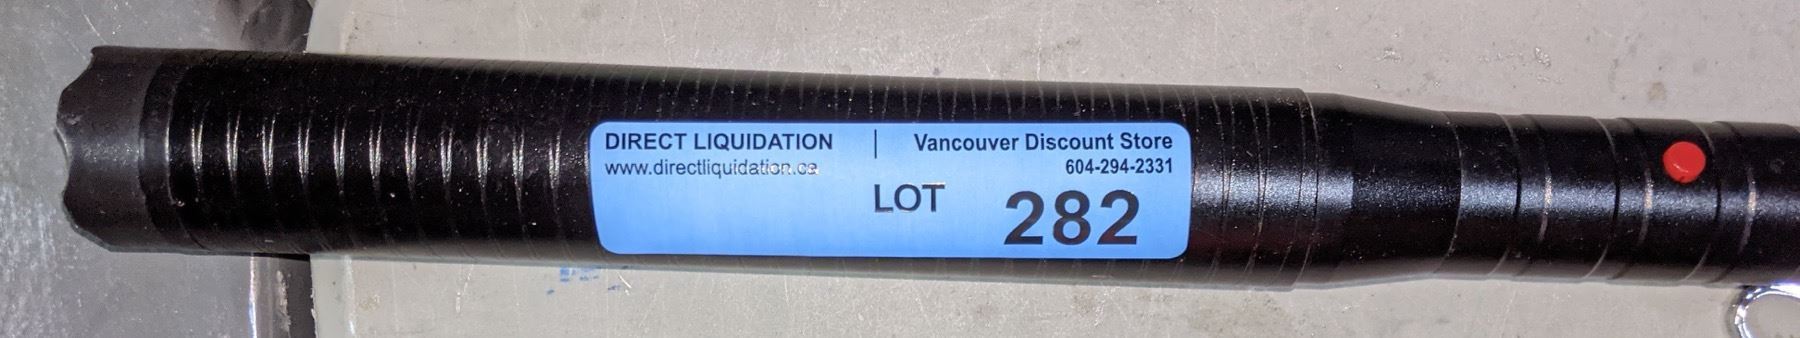 DIRECT LIQUIDATION | Vancouver Discount Store
www.directliquidation.ca 604-294-2331
LOT 282